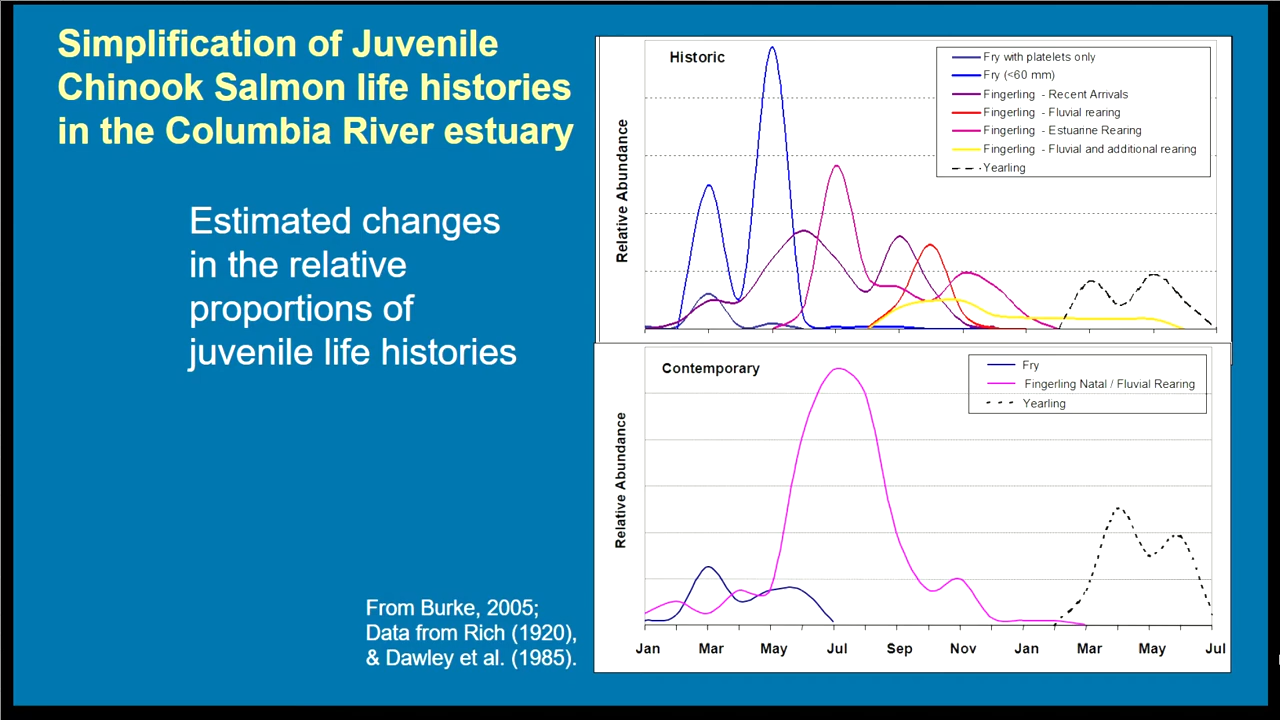 Simplification of Juvenile
Chinook Salmon life histories
in the Columbia River estuary
Estimated changes
in the relative
proportions of
juvenile life histories
From Burke, 2005;
Data from Rich (1920),
& Dawley et al. (1985).
Historic
Relative Abundance
Fry with platelets only
Fry (<60 mm)
Fingerling - Recent Arrivals
Fingerling - Fluvial rearing
Fingerling - Estuarine Rearing
Fingerling - Fluvial and additional rearing
Yearling
Contemporary
Relative Abundance
Fry
Fingerling Natal / Fluvial Rearing
Yearling
Jan Mar May Jul Sep Nov Jan Mar May Jul